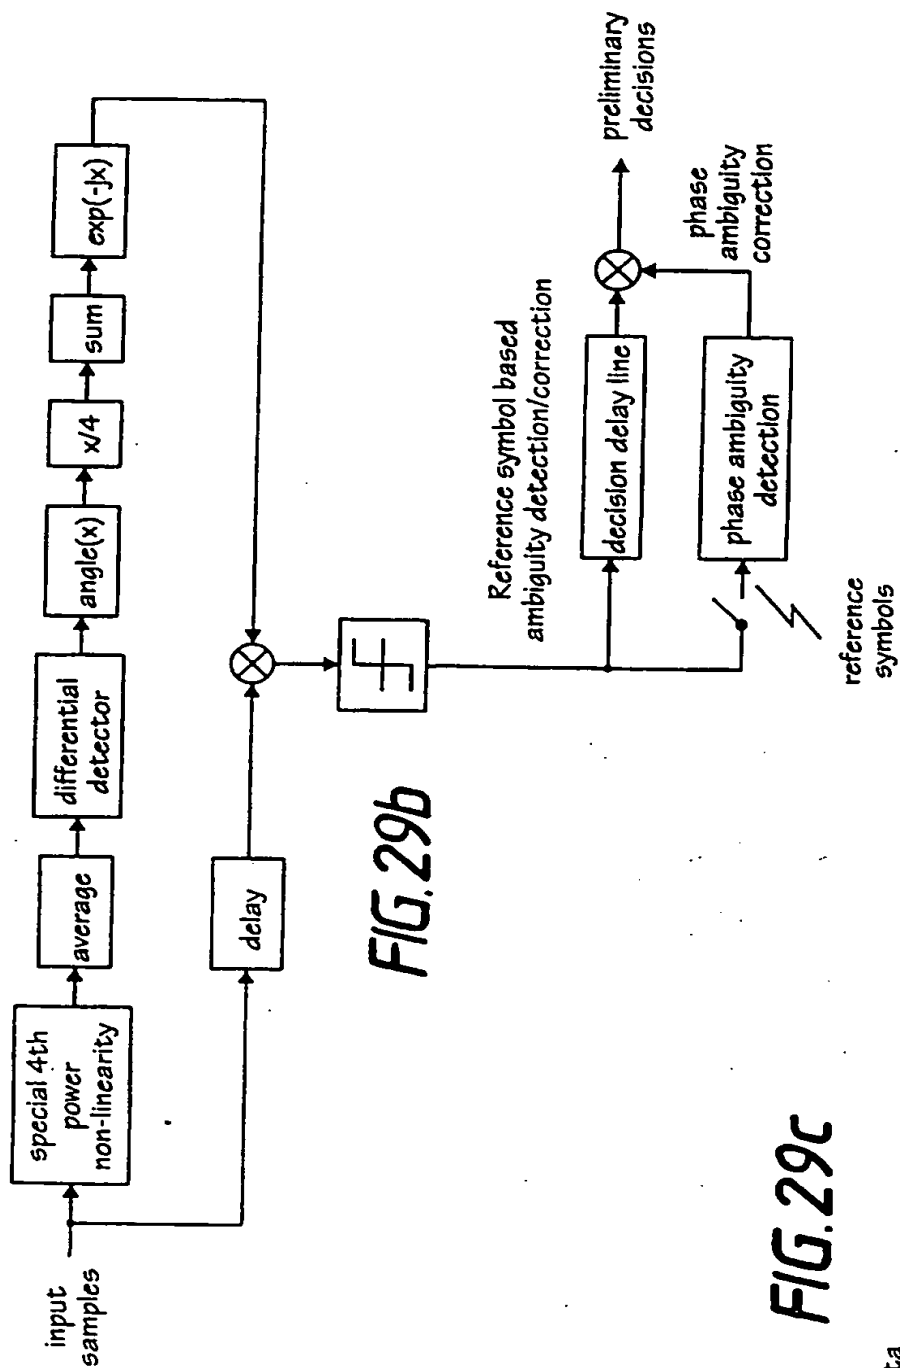 input
samples
special 4th
power
non-linearity
average
differential
detector
angle(x)
x/4
sum
exp(-jx)
delay
FIG.29b
Reference symbol based
ambiguity detection/correction
decision delay line
preliminary
decisions
phase
ambiguity
correction
phase ambiguity
detection
reference
symbols
FIG.29c
ta